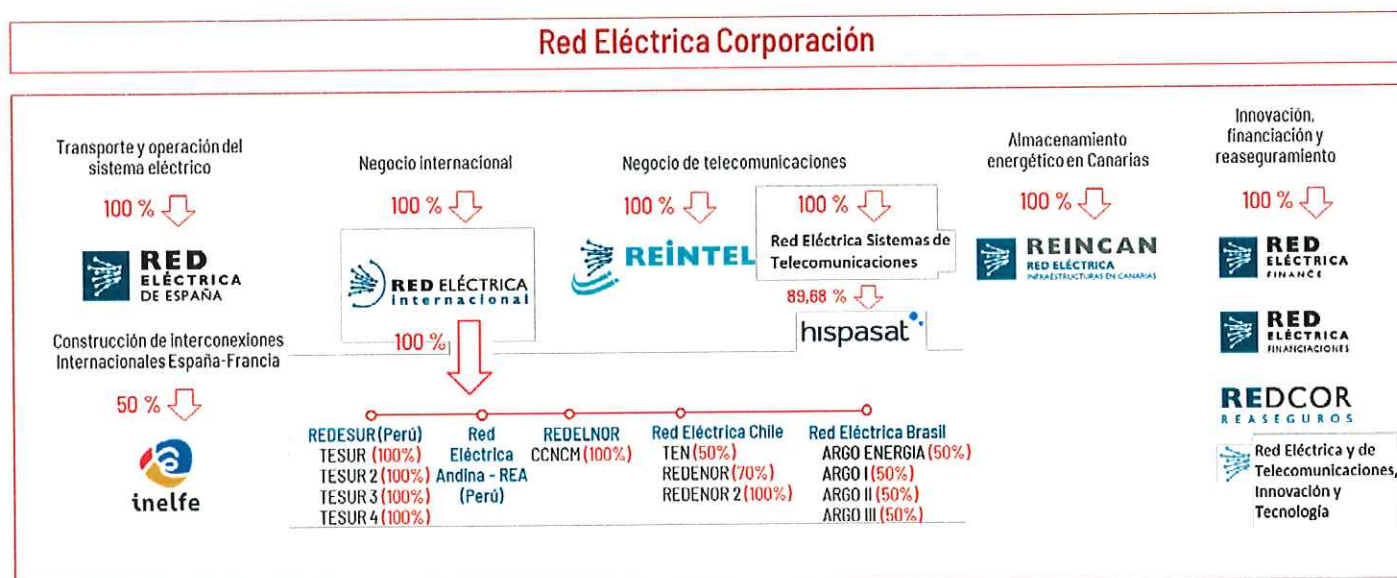 Red Eléctrica Corporación
Transporte y operación del
sistema eléctrico
100 %
RED
ELÉCTRICA
DE ESPAÑA
Construcción de interconexiones
Internacionales España-Francia
50 %
inelfe
Negocio internacional
100 %
RED ELÉCTRICA
internacional
100 %
REDESUR (Perú)
TESUR (100%)
TESUR 2 (100%)
TESUR 3 (100%)
TESUR 4 (100%)
Red
Eléctrica
Andina - REA
(Perú)
REDELNOR
CCNCM (100%)
Red Eléctrica Chile
TEN (50%)
REDENOR (70%)
REDENOR 2 (100%)
Red Eléctrica Brasil
ARGO ENERGIA (50%)
ARGO I (50%)
ARGO II (50%)
ARGO III (50%)
Negocio de telecomunicaciones
100 %
REINTEL
100 %
Red Eléctrica Sistemas de
Telecomunicaciones
89,68 %
hispasat
Almacenamiento
energético en Canarias
100 %
REINCAN
RED ELÉCTRICA
INFRAESTRUCTURAS EN CANARIAS
Innovación,
financiación y
reaseguramiento
100 %
RED
ELÉCTRICA
FINANCE
RED
ELÉCTRICA
FINANCIACIONES
REDCOR
REASEGUROS
Red Eléctrica y de
Telecomunicaciones,
Innovación y
Tecnología